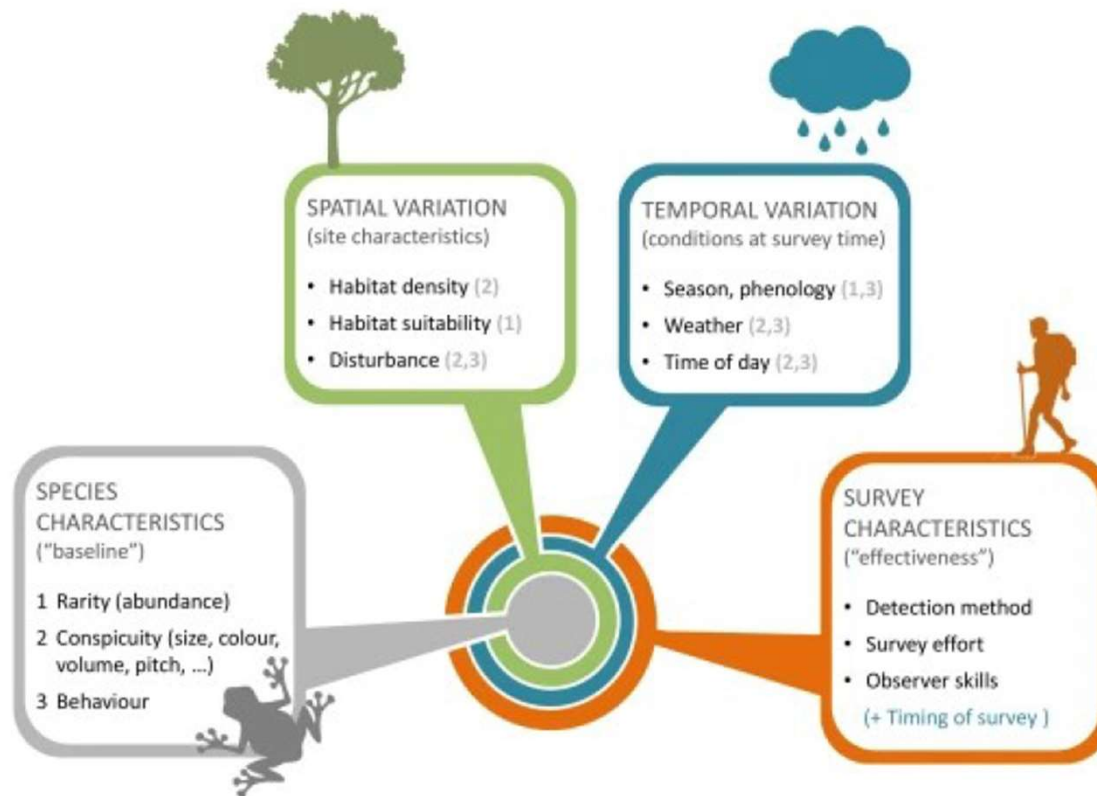 SPATIAL VARIATION
(site characteristics)
• Habitat density (2)
• Habitat suitability (1)
• Disturbance (2,3)
TEMPORAL VARIATION
(conditions at survey time)
• Season, phenology (1,3)
• Weather (2,3)
• Time of day (2,3)
SPECIES
CHARACTERISTICS
(“baseline”)
1 Rarity (abundance)
2 Conspicuity (size, colour,
volume, pitch, ...)
3 Behaviour
SURVEY
CHARACTERISTICS
(“effectiveness”)
• Detection method
• Survey effort
• Observer skills
(+ Timing of survey )